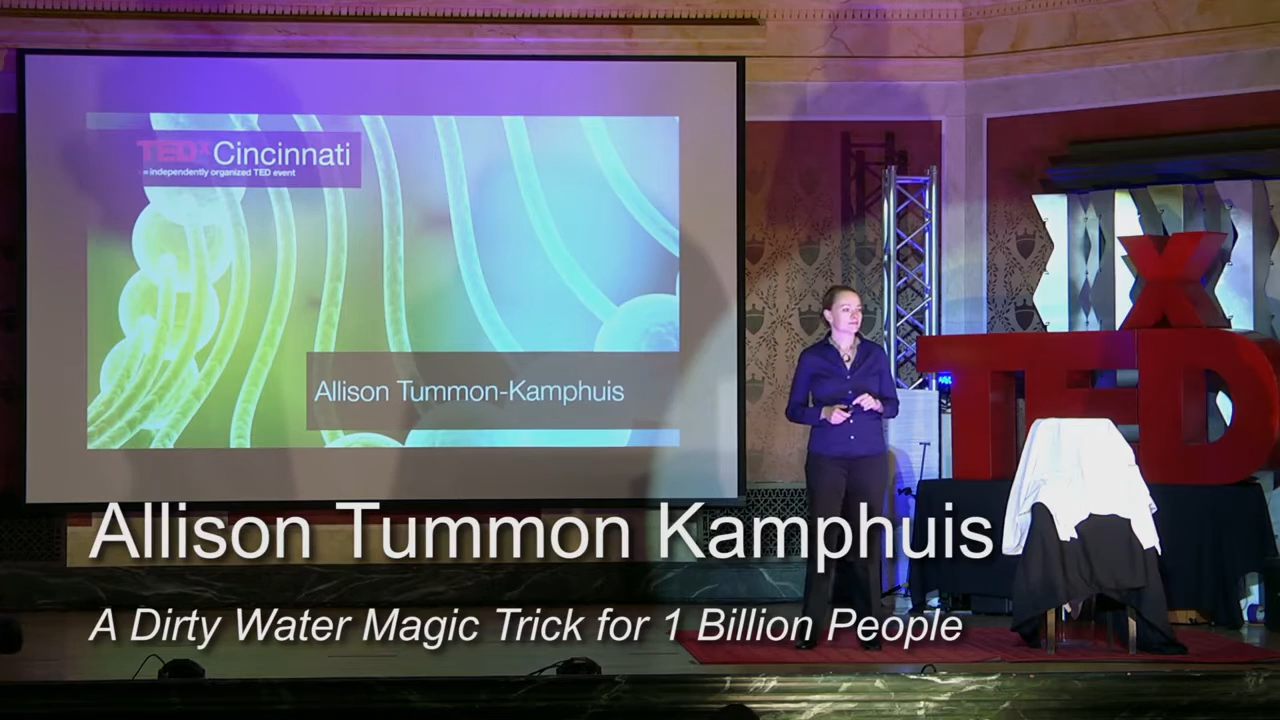 TEDx Cincinnati
= independently organized TED event
Allison Tummon-Kamphuis
x
TED
Allison Tummon Kamphuis
A Dirty Water Magic Trick for 1 Billion People